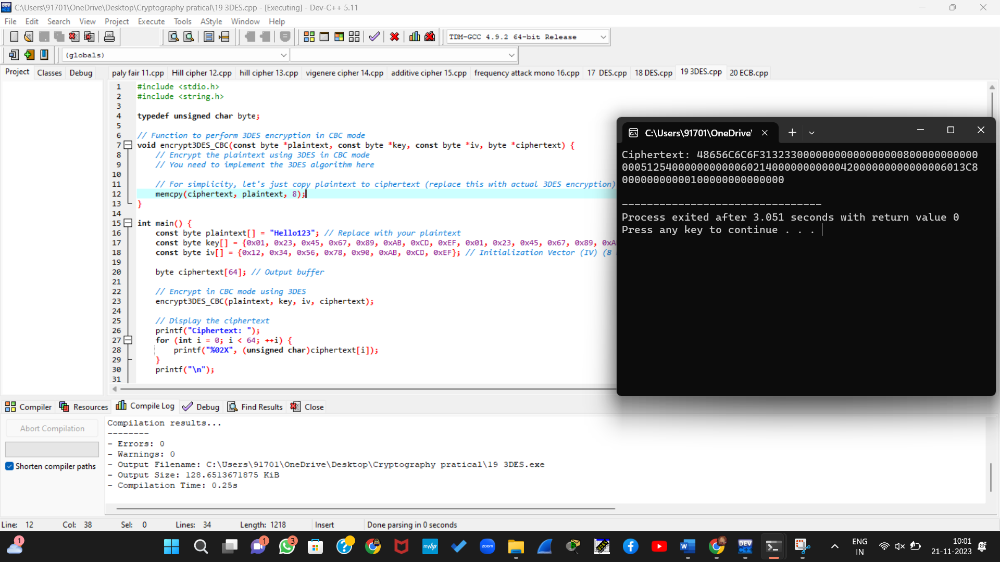 C:\Users\91701\OneDrive\Desktop\Cryptography pratical\19 3DES.cpp - [Executing] - Dev-C++ 5.11
File Edit Search View Project Execute Tools AStyle Window Help
TDM-GCC 4.9.2 64-bit Release
(globals)
Project Classes Debug
paly fair 11.cpp Hill cipher 12.cpp hill cipher 13.cpp vigenere cipher 14.cpp additive cipher 15.cpp frequency attack mono 16.cpp 17 DES.cpp 18 DES.cpp 19 3DES.cpp 20 ECB.cpp
1 #include <stdio.h>
2 #include <string.h>
3
4 typedef unsigned char byte;
5
6 // Function to perform 3DES encryption in CBC mode
7 void encrypt3DES_CBC(const byte *plaintext, const byte *key, const byte *iv, byte *ciphertext) {
8 // Encrypt the plaintext using 3DES in CBC mode
9 // You need to implement the 3DES algorithm here
10
11 // For simplicity, let's just copy plaintext to ciphertext (replace this with actual 3DES encryption)
12 memcpy(ciphertext, plaintext, 8);
13 }
14
15 int main() {
16 const byte plaintext[] = "Hello123"; // Replace with your plaintext
17 const byte key[] = {0x01, 0x23, 0x45, 0x67, 0x89, 0xAB, 0xCD, 0xEF, 0x01, 0x23, 0x45, 0x67, 0x89, 0xA
18 const byte iv[] = {0x12, 0x34, 0x56, 0x78, 0x90, 0xAB, 0xCD, 0xEF}; // Initialization Vector (IV) (8
19
20 byte ciphertext[64]; // Output buffer
21
22 // Encrypt in CBC mode using 3DES
23 encrypt3DES_CBC(plaintext, key, iv, ciphertext);
24
25 // Display the ciphertext
26 printf("Ciphertext: ");
27 for (int i = 0; i < 64; ++i) {
28 printf("%02X", (unsigned char)ciphertext[i]);
29 }
30 printf("\n");
31
C:\Users\91701\OneDrive\
Ciphertext: 48656C6C6F3132330000000000000000800000000000
0005125400000000000602140000000000042000000000000006013C8
00000000000100000000000000
--------------------------------
Process exited after 3.051 seconds with return value 0
Press any key to continue . . .
Compiler Resources Compile Log Debug Find Results Close
Abort Compilation
Shorten compiler paths
Compilation results...
--------
- Errors: 0
- Warnings: 0
- Output Filename: C:\Users\91701\OneDrive\Desktop\Cryptography pratical\19 3DES.exe
- Output Size: 128.6513671875 KiB
- Compilation Time: 0.25s
Line: 12 Col: 38 Sel: 0 Lines: 34 Length: 1218 Insert Done parsing in 0 seconds
1 1 3 myhp zoom W DEV C++
ENG
IN
10:01
21-11-2023